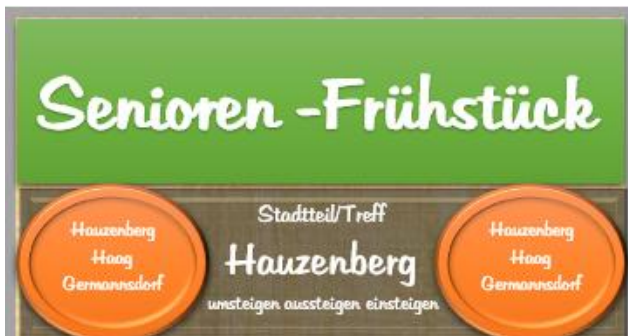 Senioren -Frühstück
Stadtteil/Treff
Hauzenberg
umsteigen aussteigen einsteigen
Hauzenberg
Haag
Germannsdorf
Hauzenberg
Haag
Germannsdorf